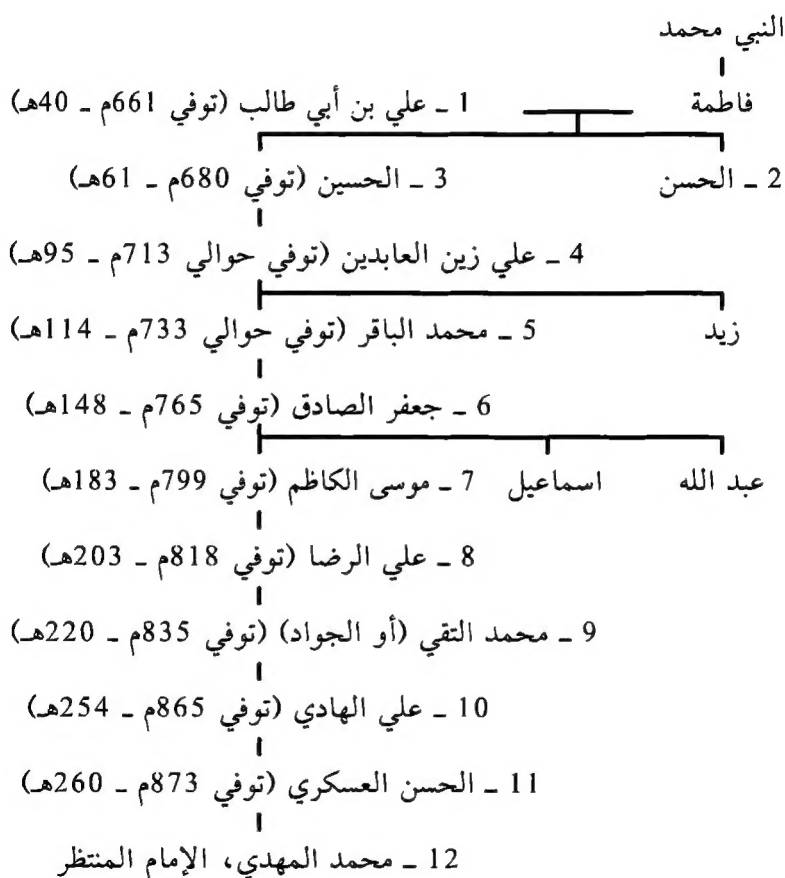 النبي محمد
فاطمة 1 ـ علي بن أبي طالب (توفي 661م ـ 40هـ)
2 ـ الحسن 3 ـ الحسين (توفي 680م ـ 61هـ)
4 ـ علي زين العابدين (توفي حوالي 713م ـ 95هـ)
زيد 5 ـ محمد الباقر (توفي حوالي 733م ـ 114هـ)
6 ـ جعفر الصادق (توفي 765م ـ 148هـ)
عبد الله اسماعيل 7 ـ موسى الكاظم (توفي 799م ـ 183هـ)
8 ـ علي الرضا (توفي 818م ـ 203هـ)
9 ـ محمد التقي (أو الجواد) (توفي 835م ـ 220هـ)
10 ـ علي الهادي (توفي 865م ـ 254هـ)
11 ـ الحسن العسكري (توفي 873م ـ 260هـ)
12 ـ محمد المهدي، الإمام المنتظر